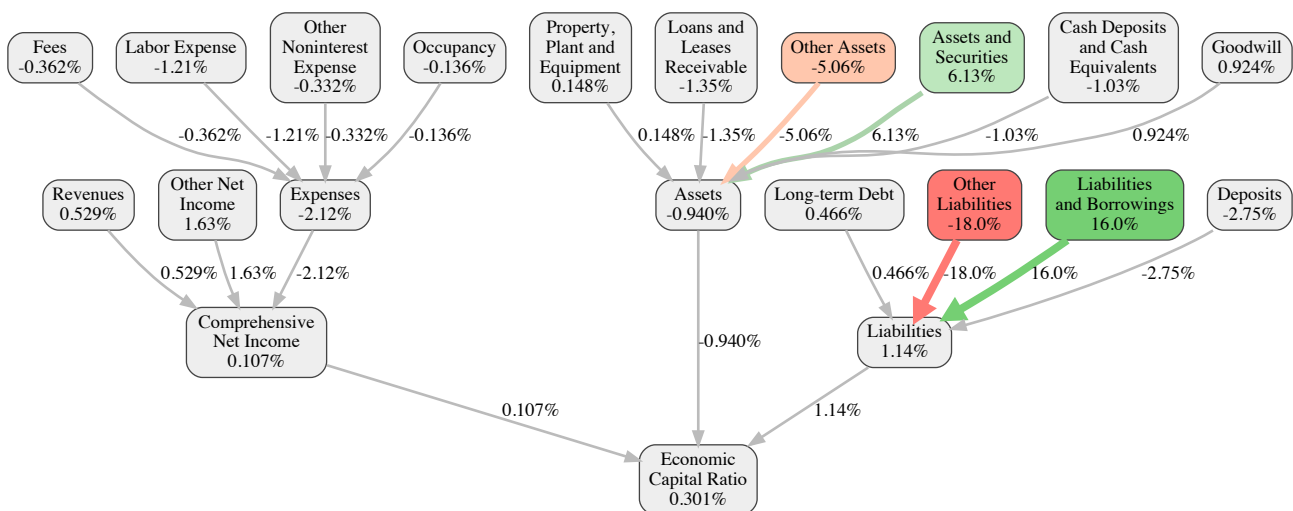 Fees
-0.362%
Labor Expense
-1.21%
Other
Noninterest
Expense
-0.332%
Occupancy
-0.136%
Property,
Plant and
Equipment
0.148%
Loans and
Leases
Receivable
-1.35%
Other Assets
-5.06%
Assets and
Securities
6.13%
Cash Deposits
and Cash
Equivalents
-1.03%
Goodwill
0.924%
-0.362%
-1.21%
-0.332%
-0.136%
0.148%
-1.35%
-5.06%
6.13%
-1.03%
0.924%
Revenues
0.529%
Other Net
Income
1.63%
Expenses
-2.12%
Assets
-0.940%
Long-term Debt
0.466%
Other
Liabilities
-18.0%
Liabilities
and Borrowings
16.0%
Deposits
-2.75%
0.529%
1.63%
-2.12%
0.466%
-18.0%
16.0%
-2.75%
Comprehensive
Net Income
0.107%
-0.940%
Liabilities
1.14%
0.107%
1.14%
Economic
Capital Ratio
0.301%